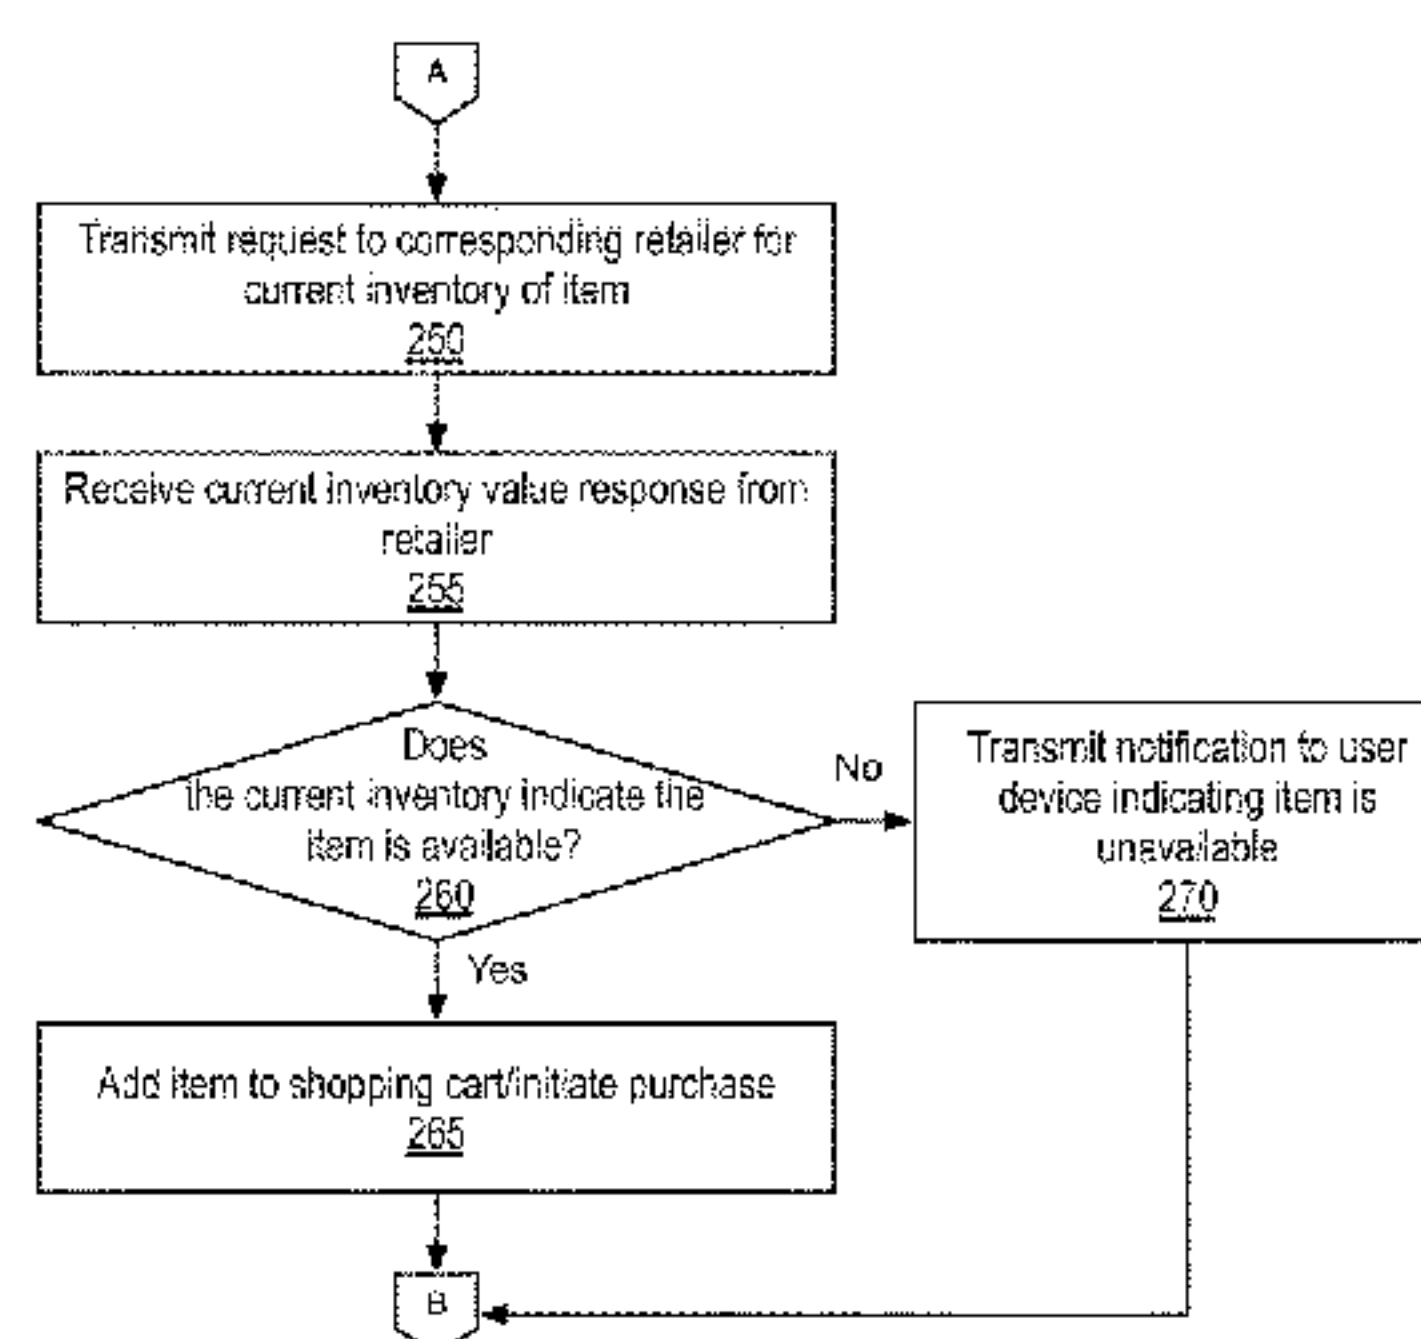 A
Transmit request to corresponding retailer for
current inventory of item
250
Receive current inventory value response from
retailer
255
Does
the current inventory indicate the
item is available?
260
No
Transmit notification to user
device indicating item is
unavailable
270
Yes
Add item to shopping cart/initiate purchase
265
B